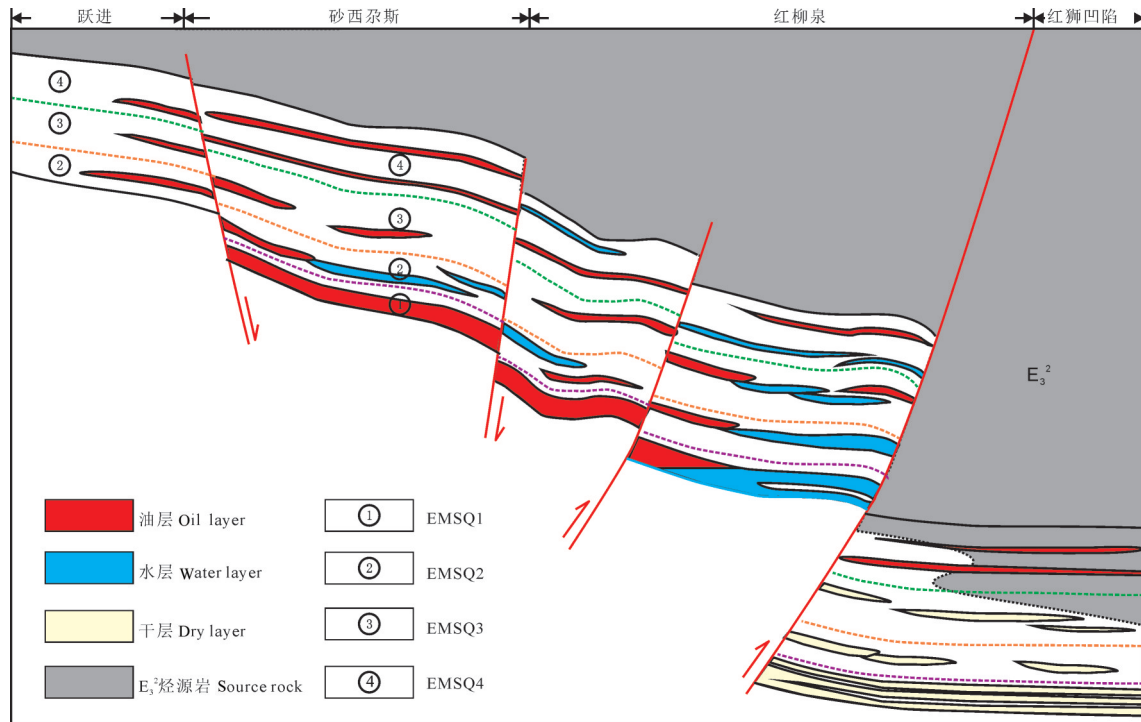 跃进 砂西尕斯 红柳泉 红狮凹陷
④
③
②
④
③
②
①
E₃²
油层 Oil layer ① EMSQ1
水层 Water layer ② EMSQ2
干层 Dry layer ③ EMSQ3
E₃²烃源岩 Source rock ④ EMSQ4